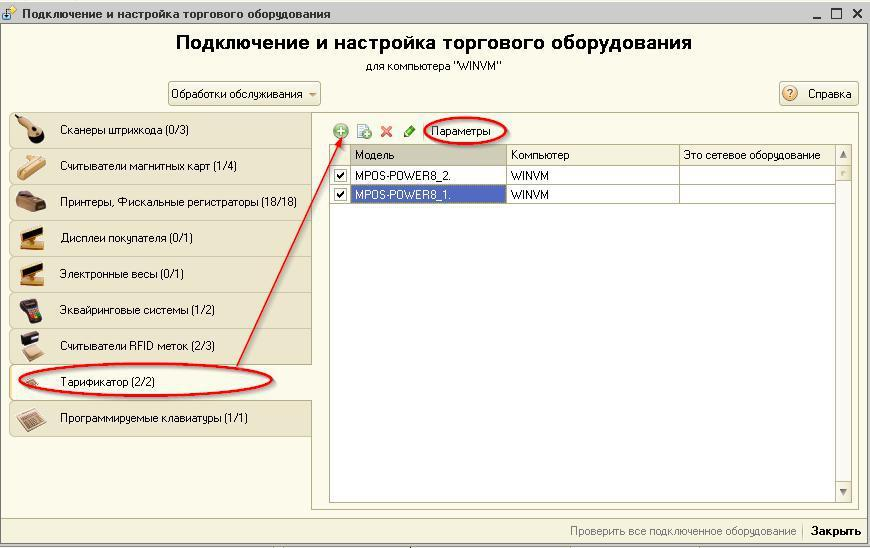 Подключение и настройка торгового оборудования
Подключение и настройка торгового оборудования
для компьютера "WINVM"
Обработки обслуживания
? Справка
Сканеры штрихкода (0/3)
Считыватели магнитных карт (1/4)
Принтеры, Фискальные регистраторы (18/18)
Дисплеи покупателя (0/1)
Электронные весы (0/1)
Эквайринговые системы (1/2)
Считыватели RFID меток (2/3)
Тарификатор (2/2)
Программируемые клавиатуры (1/1)
Параметры
Модель Компьютер Это сетевое оборудование
MPOS-POWER8_2. WINVM
MPOS-POWER8_1. WINVM
Проверить все подключенное оборудование Закрыть